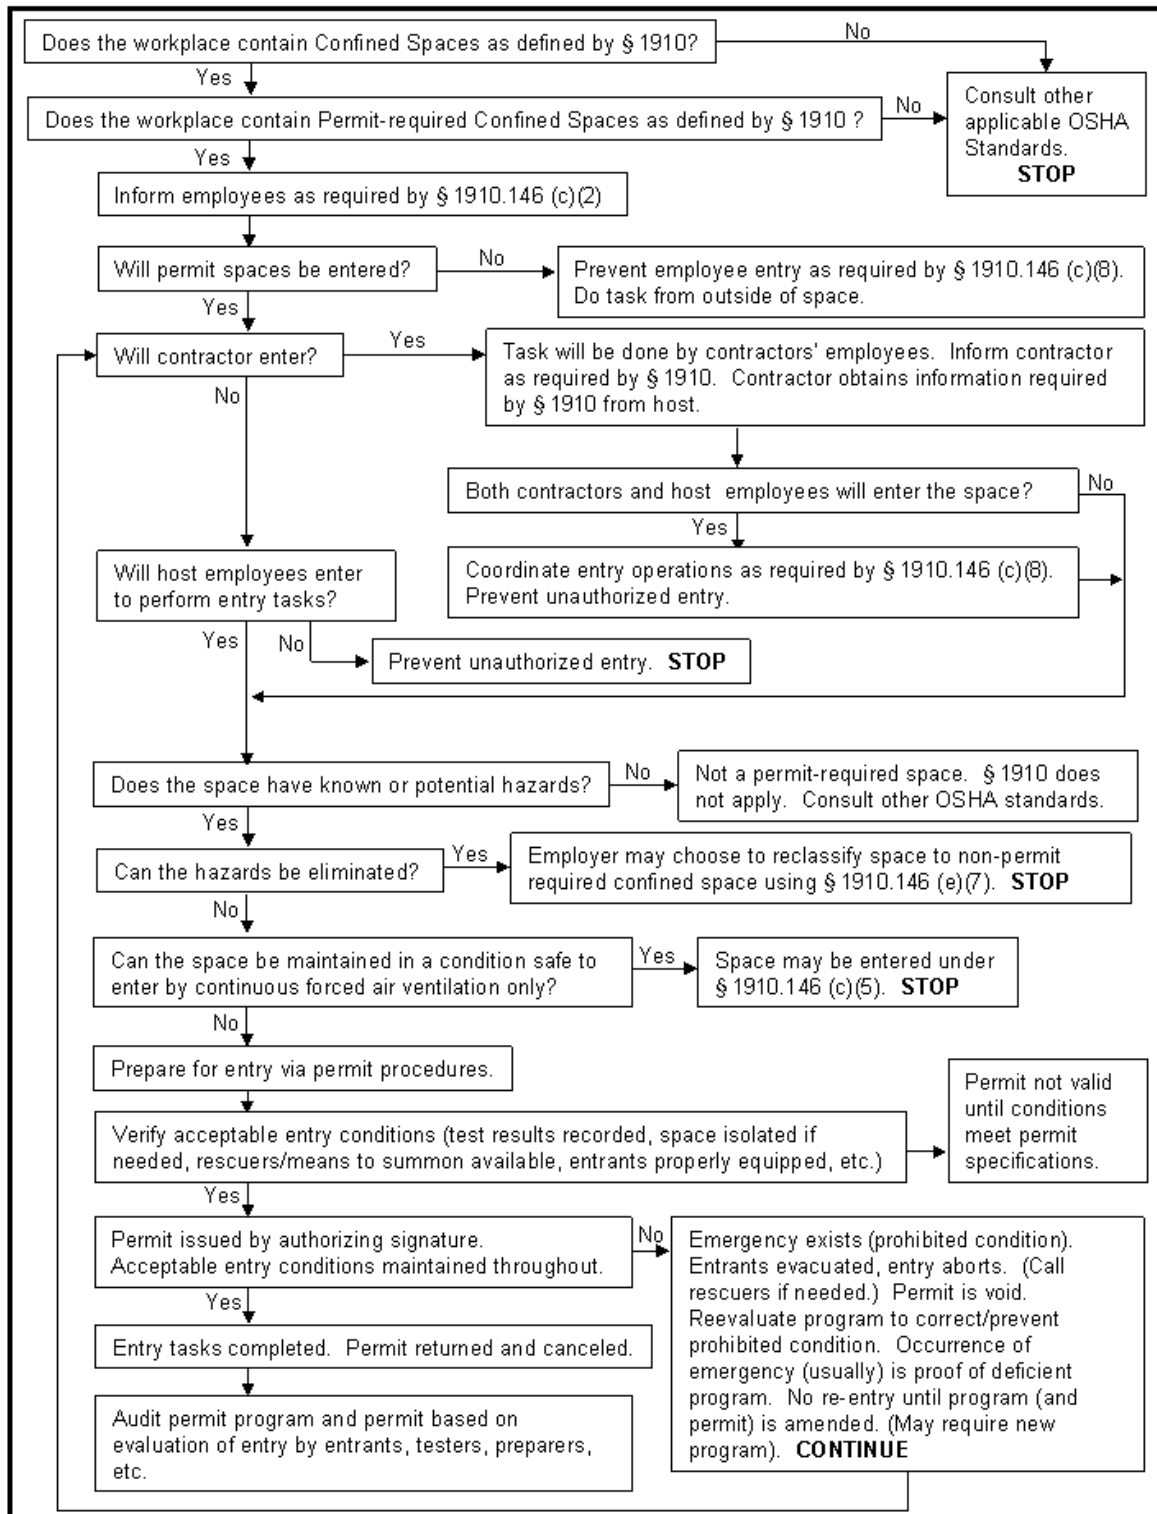 Does the workplace contain Confined Spaces as defined by § 1910?
No
Yes
Consult other
applicable OSHA
Standards.
STOP
Does the workplace contain Permit-required Confined Spaces as defined by § 1910 ?
No
Yes
Inform employees as required by § 1910.146 (c)(2)
Will permit spaces be entered?
No
Prevent employee entry as required by § 1910.146 (c)(8).
Do task from outside of space.
Yes
Will contractor enter?
Yes
Task will be done by contractors' employees. Inform contractor
as required by § 1910. Contractor obtains information required
by § 1910 from host.
No
Both contractors and host employees will enter the space?
No
Yes
Coordinate entry operations as required by § 1910.146 (c)(8).
Prevent unauthorized entry.
Will host employees enter
to perform entry tasks?
Yes
No
Prevent unauthorized entry. STOP
Does the space have known or potential hazards?
No
Not a permit-required space. § 1910 does
not apply. Consult other OSHA standards.
Yes
Can the hazards be eliminated?
Yes
Employer may choose to reclassify space to non-permit
required confined space using § 1910.146 (e)(7). STOP
No
Can the space be maintained in a condition safe to
enter by continuous forced air ventilation only?
Yes
Space may be entered under
§ 1910.146 (c)(5). STOP
No
Prepare for entry via permit procedures.
Verify acceptable entry conditions (test results recorded, space isolated if
needed, rescuers/means to summon available, entrants properly equipped, etc.)
Permit not valid
until conditions
meet permit
specifications.
Yes
Permit issued by authorizing signature.
Acceptable entry conditions maintained throughout.
No
Emergency exists (prohibited condition).
Entrants evacuated, entry aborts. (Call
rescuers if needed.) Permit is void.
Reevaluate program to correct/prevent
prohibited condition. Occurrence of
emergency (usually) is proof of deficient
program. No re-entry until program (and
permit) is amended. (May require new
program). CONTINUE
Yes
Entry tasks completed. Permit returned and canceled.
Audit permit program and permit based on
evaluation of entry by entrants, testers, preparers,
etc.